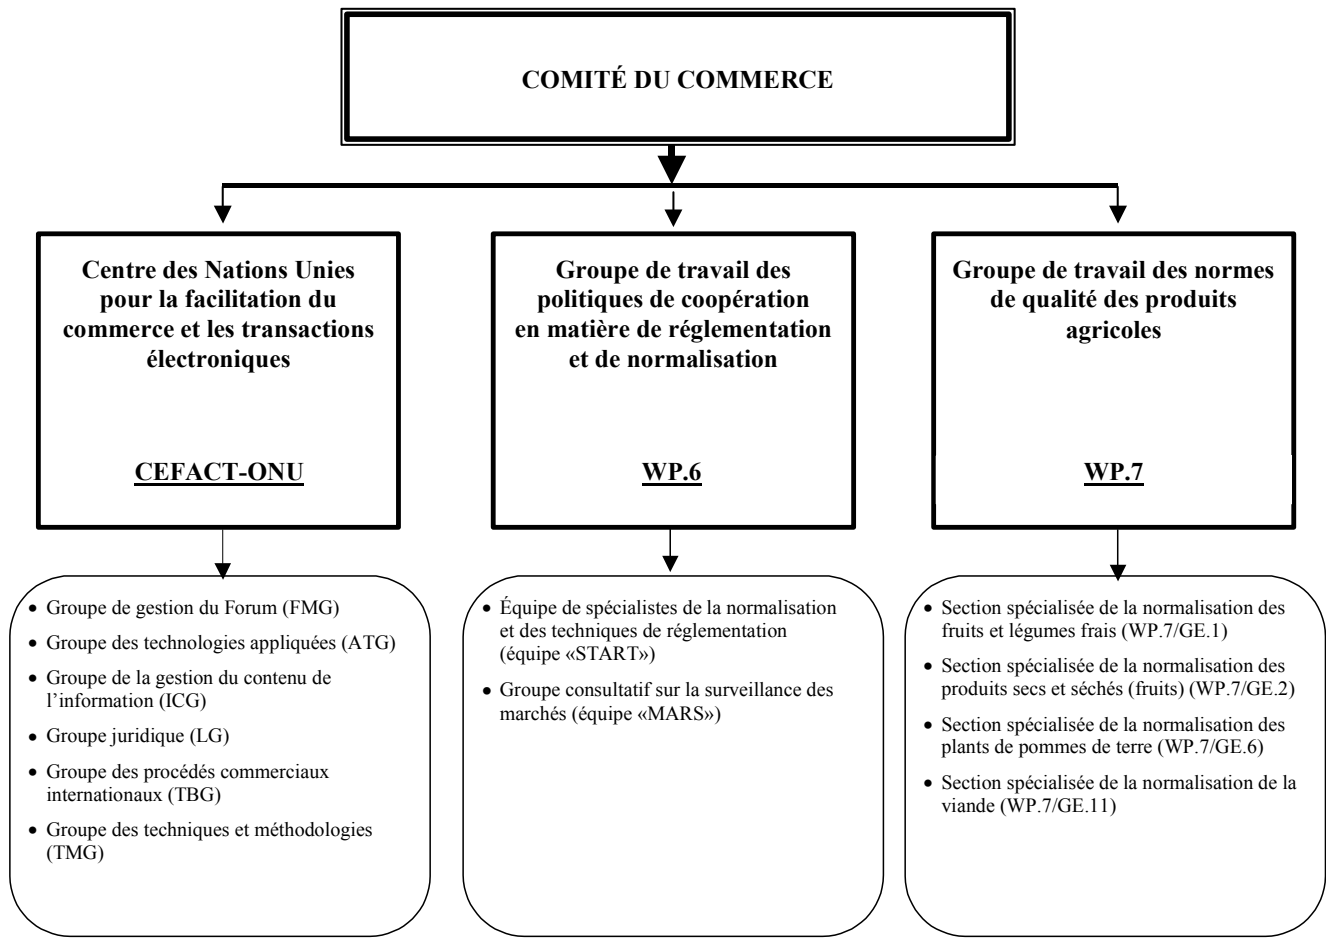 COMITÉ DU COMMERCE
Centre des Nations Unies
pour la facilitation du
commerce et les transactions
électroniques
CEFACT-ONU
Groupe de travail des
politiques de coopération
en matière de réglementation
et de normalisation
WP.6
Groupe de travail des normes
de qualité des produits
agricoles
WP.7
• Groupe de gestion du Forum (FMG)
• Groupe des technologies appliquées (ATG)
• Groupe de la gestion du contenu de
l’information (ICG)
• Groupe juridique (LG)
• Groupe des procédés commerciaux
internationaux (TBG)
• Groupe des techniques et méthodologies
(TMG)
• Équipe de spécialistes de la normalisation
et des techniques de réglementation
(équipe «START»)
• Groupe consultatif sur la surveillance des
marchés (équipe «MARS»)
• Section spécialisée de la normalisation des
fruits et légumes frais (WP.7/GE.1)
• Section spécialisée de la normalisation des
produits secs et séchés (fruits) (WP.7/GE.2)
• Section spécialisée de la normalisation des
plants de pommes de terre (WP.7/GE.6)
• Section spécialisée de la normalisation de la
viande (WP.7/GE.11)